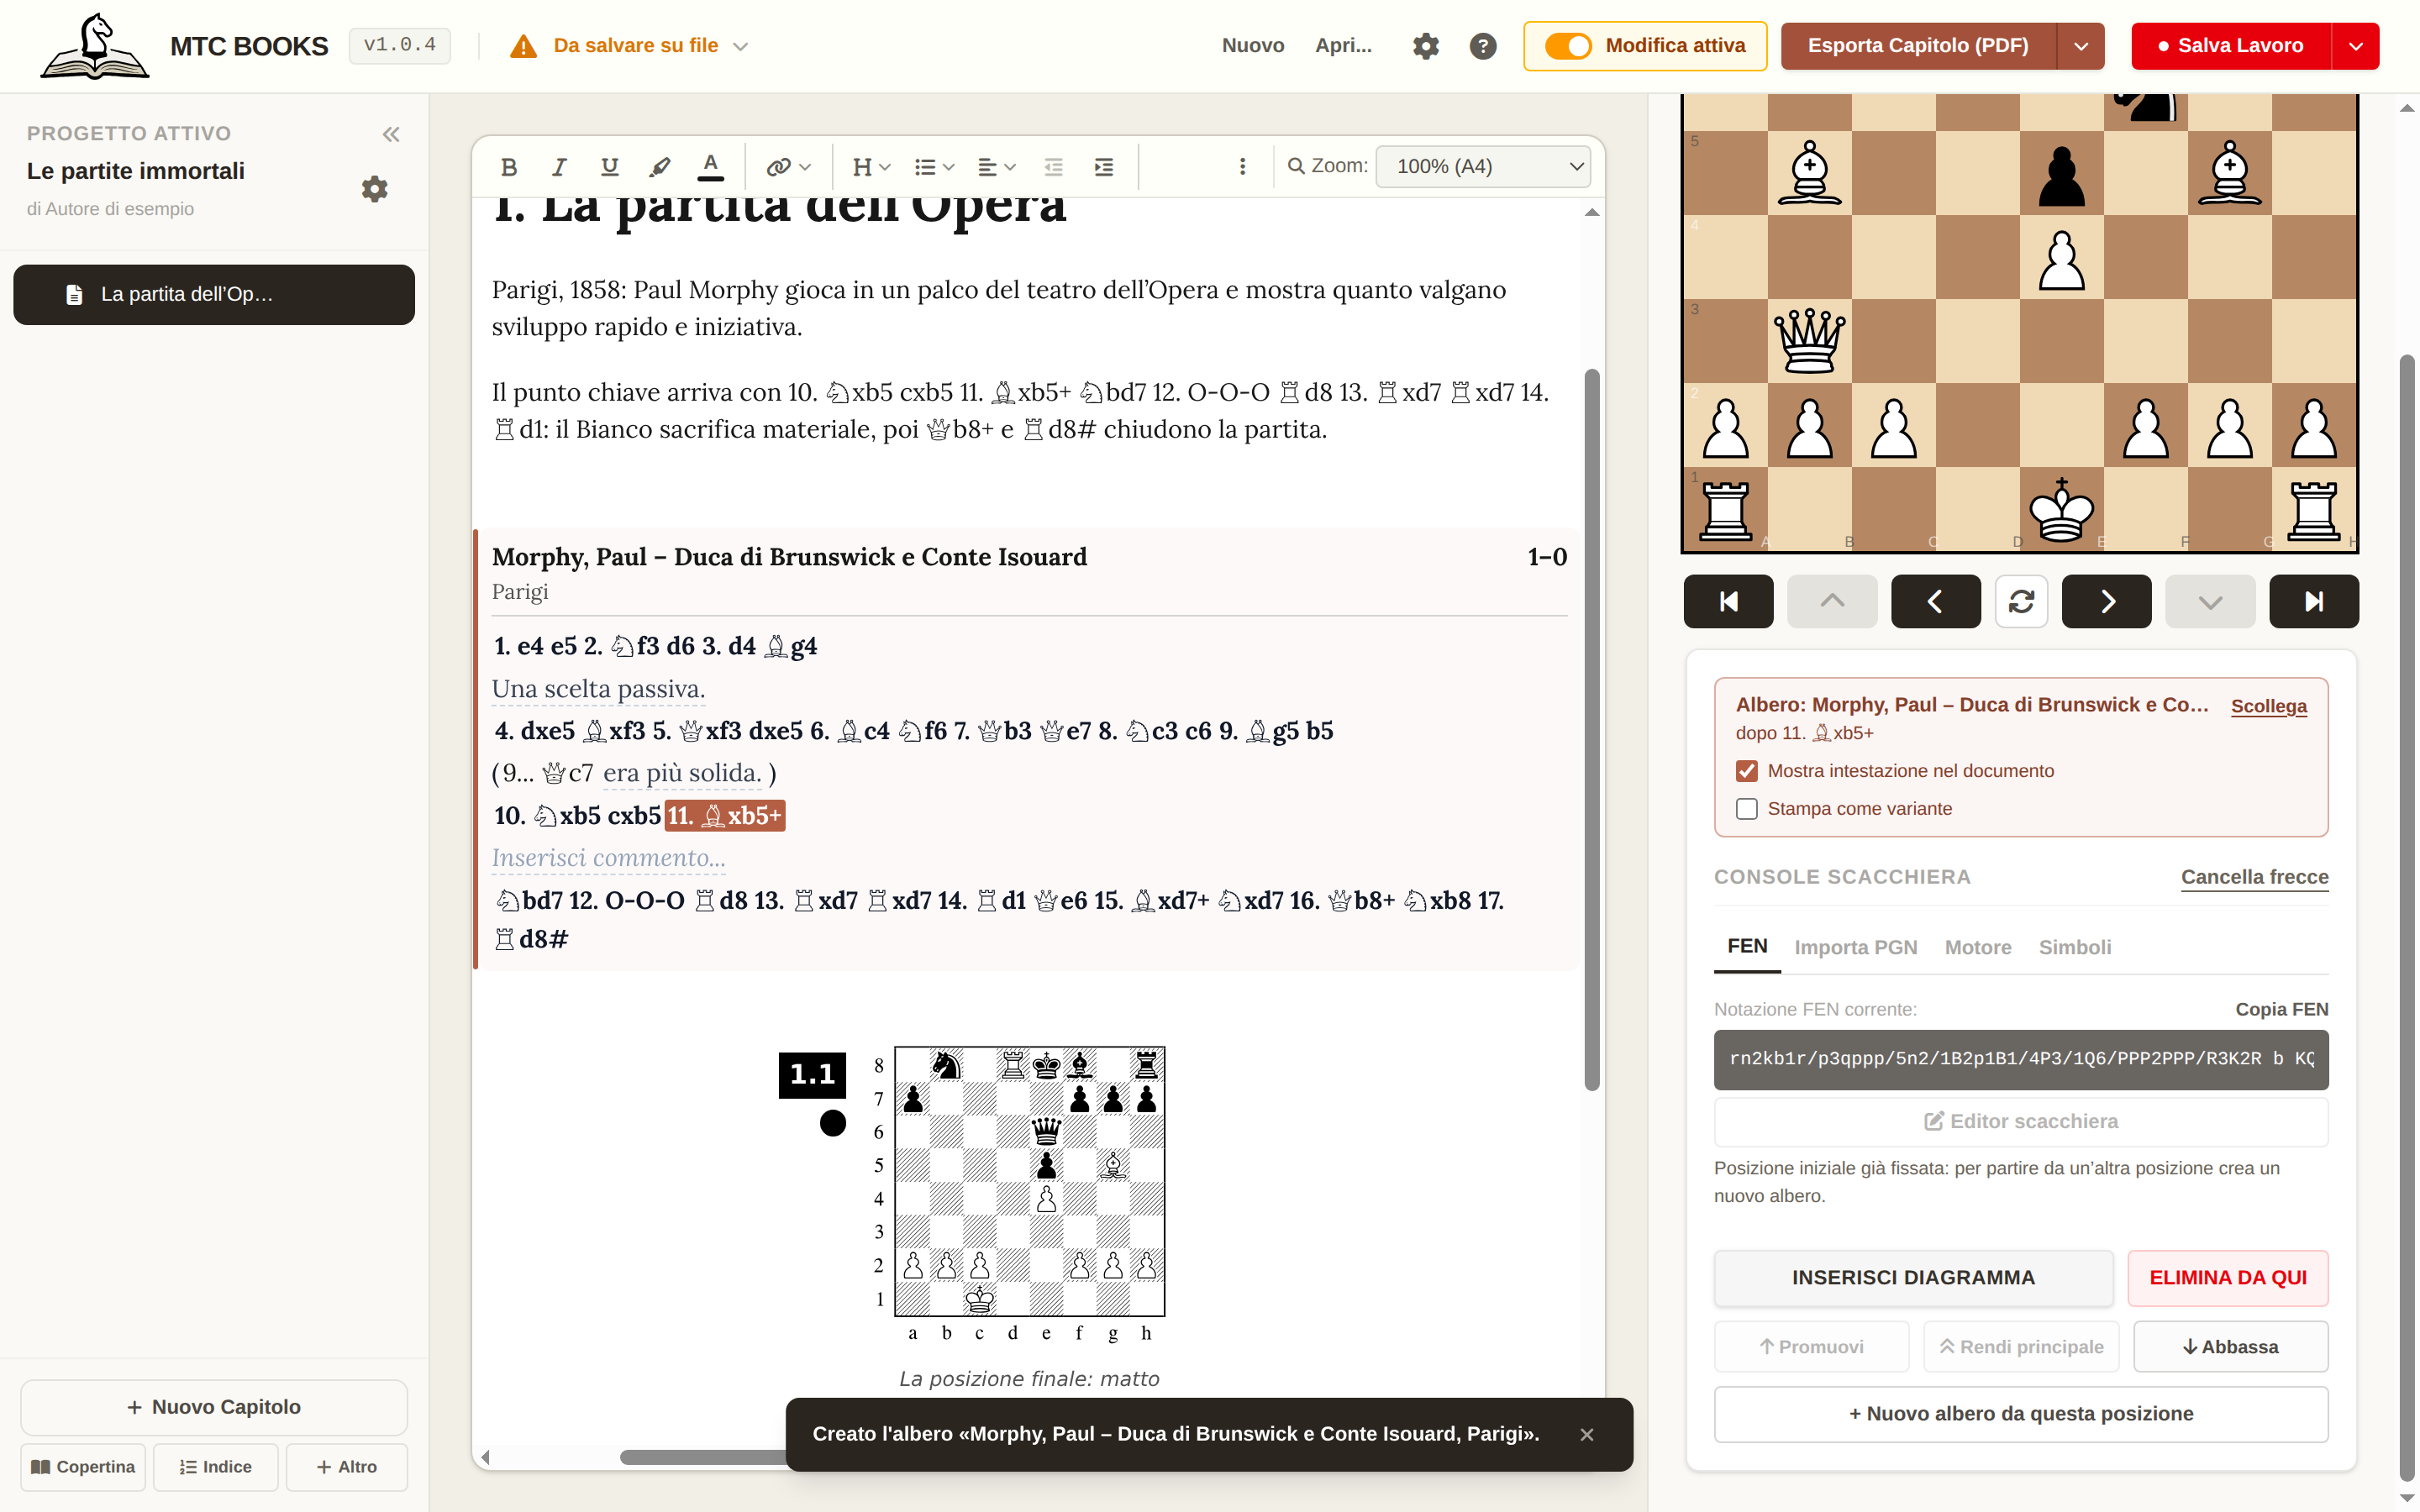 MTC BOOKS
v1.0.4
Da salvare su file
Nuovo
Apri...
Modifica attiva
Esporta Capitolo (PDF)
Salva Lavoro
PROGETTO ATTIVO
Le partite immortali
di Autore di esempio
La partita dell’Op…
+ Nuovo Capitolo
Copertina
Indice
+ Altro
B I U A H
Zoom:
100% (A4)
1. La partita dell’Opera
Parigi, 1858: Paul Morphy gioca in un palco del teatro dell’Opera e mostra quanto valgano
sviluppo rapido e iniziativa.
Il punto chiave arriva con 10. ♘xb5 cxb5 11. ♗xb5+ ♘bd7 12. O-O-O ♖d8 13. ♖xd7 ♖xd7 14.
♖d1: il Bianco sacrifica materiale, poi ♕b8+ e ♖d8# chiudono la partita.
Morphy, Paul – Duca di Brunswick e Conte Isouard 1–0
Parigi
1. e4 e5 2. ♘f3 d6 3. d4 ♗g4
Una scelta passiva.
4. dxe5 ♗xf3 5. ♕xf3 dxe5 6. ♗c4 ♘f6 7. ♕b3 ♕e7 8. ♘c3 c6 9. ♗g5 b5
(9... ♕c7 era più solida. )
10. ♘xb5 cxb5 11. ♗xb5+
Inserisci commento...
♘bd7 12. O-O-O ♖d8 13. ♖xd7 ♖xd7 14. ♖d1 ♕e6 15. ♗xd7+ ♘xd7 16. ♕b8+ ♘xb8 17.
♖d8#
1.1
8
7
6
5
4
3
2
1
a b c d e f g h
La posizione finale: matto
Creato l'albero «Morphy, Paul – Duca di Brunswick e Conte Isouard, Parigi».
5
4
3
2
1
A B C D E F G H
Albero: Morphy, Paul – Duca di Brunswick e Co…
Scollega
dopo 11. ♗xb5+
Mostra intestazione nel documento
Stampa come variante
CONSOLE SCACCHIERA
Cancella frecce
FEN
Importa PGN
Motore
Simboli
Notazione FEN corrente:
Copia FEN
rn2kb1r/p3qppp/5n2/1B2p1B1/4P3/1Q6/PPP2PPP/R3K2R b KQ
Editor scacchiera
Posizione iniziale già fissata: per partire da un’altra posizione crea un
nuovo albero.
INSERISCI DIAGRAMMA
ELIMINA DA QUI
Promuovi
Rendi principale
Abbassa
+ Nuovo albero da questa posizione